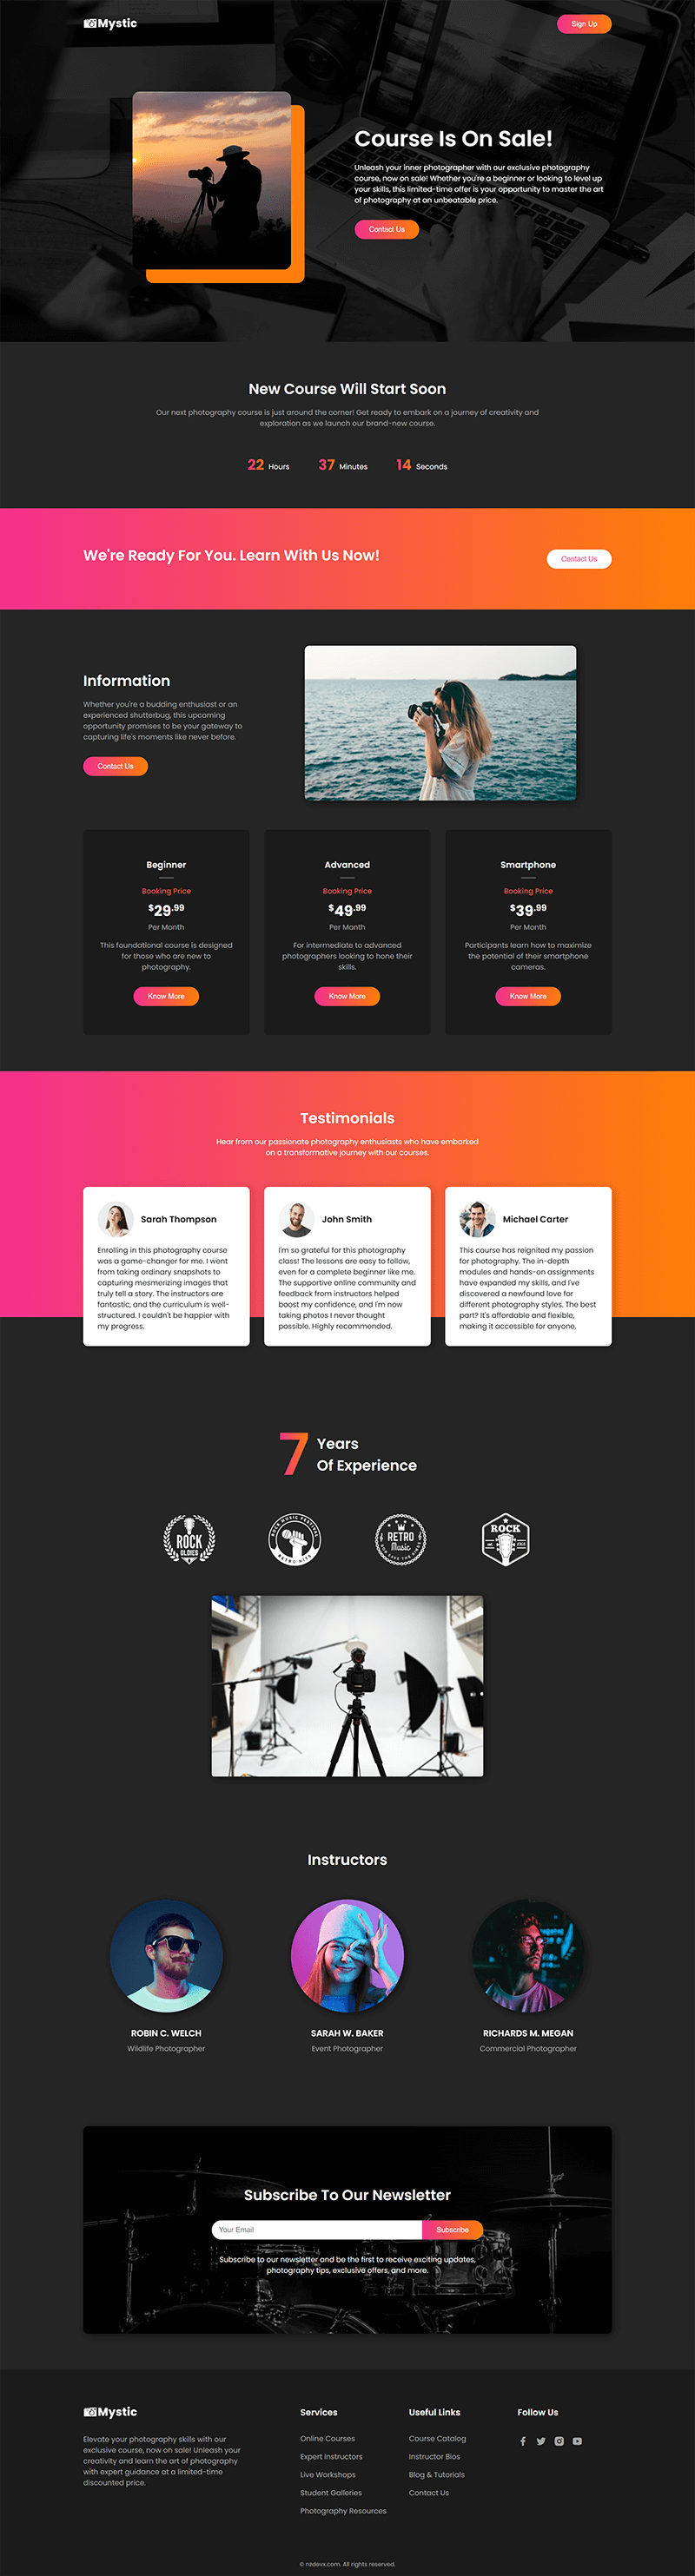 Mystic
Sign Up
Course Is On Sale!
Unleash your inner photographer with our exclusive photography
course, now on sale! Whether you're a beginner or looking to level up
your skills, this limited-time offer is your opportunity to master the art
of photography at an unbeatable price.
Contact Us
New Course Will Start Soon
Our next photography course is just around the corner! Get ready to embark on a journey of creativity and
exploration as we launch our brand-new course.
22 Hours 37 Minutes 14 Seconds
We're Ready For You. Learn With Us Now!
Contact Us
Information
Whether you're a budding enthusiast or an
experienced shutterbug, this upcoming
opportunity promises to be your gateway to
capturing life's moments like never before.
Contact Us
Beginner
Booking Price
$29.99
Per Month
This foundational course is designed
for those who are new to
photography.
Know More
Advanced
Booking Price
$49.99
Per Month
For intermediate to advanced
photographers looking to hone their
skills.
Know More
Smartphone
Booking Price
$39.99
Per Month
Participants learn how to maximize
the potential of their smartphone
cameras.
Know More
Testimonials
Hear from our passionate photography enthusiasts who have embarked
on a transformative journey with our courses.
Sarah Thompson
Enrolling in this photography course
was a game-changer for me. I went
from taking ordinary snapshots to
capturing mesmerizing images that
truly tell a story. The instructors are
fantastic, and the curriculum is well-
structured. I couldn't be happier with
my progress.
John Smith
I'm so grateful for this photography
class! The lessons are easy to follow,
even for a complete beginner like me.
The supportive online community and
feedback from instructors helped
boost my confidence, and I'm now
taking photos I never thought
possible. Highly recommended.
Michael Carter
This course has reignited my passion
for photography. The in-depth
modules and hands-on assignments
have expanded my skills, and I've
discovered a newfound love for
different photography styles. The best
part? It's affordable and flexible,
making it accessible for anyone.
7 Years
Of Experience
ROCK
OLDIES
ROCK MUSIC FESTIVAL
RETRO
Music
ROCK
Instructors
ROBIN C. WELCH
Wildlife Photographer
SARAH W. BAKER
Event Photographer
RICHARDS M. MEGAN
Commercial Photographer
Subscribe To Our Newsletter
Your Email
Subscribe
Subscribe to our newsletter and be the first to receive exciting updates,
photography tips, exclusive offers, and more.
Mystic
Elevate your photography skills with our
exclusive course, now on sale! Unleash your
creativity and learn the art of photography
with expert guidance at a limited-time
discounted price.
Services
Online Courses
Expert Instructors
Live Workshops
Student Galleries
Photography Resources
Useful Links
Course Catalog
Instructor Bios
Blog & Tutorials
Contact Us
Follow Us
© nzdevx.com. All rights reserved.